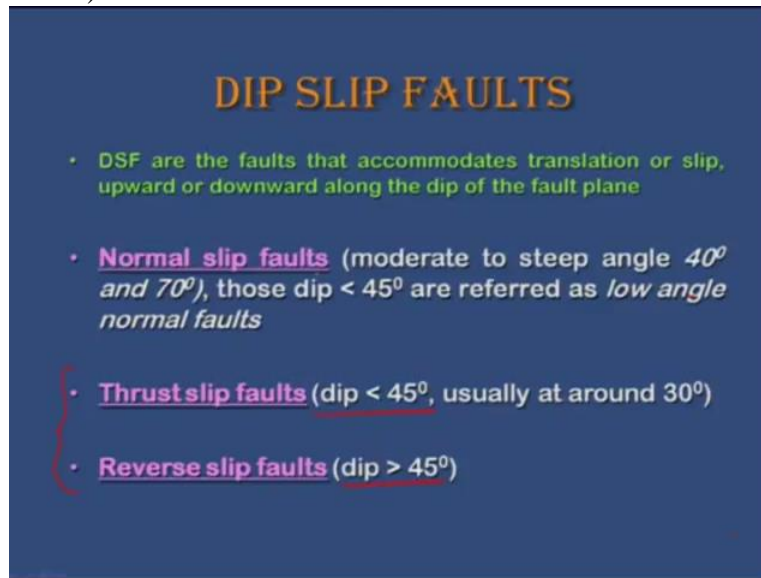 )
DIP SLIP FAULTS
• DSF are the faults that accommodates translation or slip,
upward or downward along the dip of the fault plane
• Normal slip faults (moderate to steep angle 40⁰
and 70⁰), those dip < 45⁰ are referred as low angle
normal faults
• Thrust slip faults (dip < 45⁰, usually at around 30⁰)
• Reverse slip faults (dip > 45⁰)